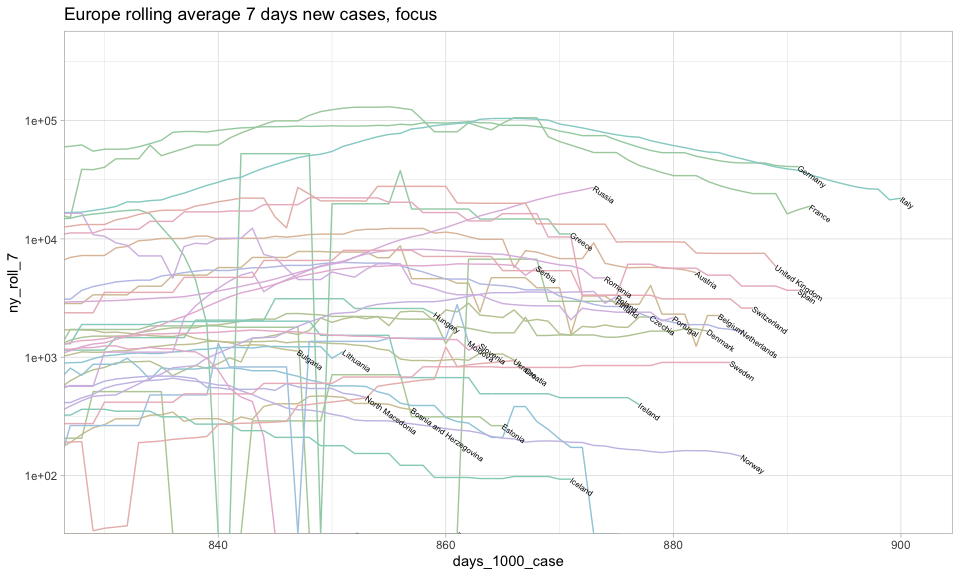 Europe rolling average 7 days new cases, focus
ny_roll_7
1e+05
1e+04
1e+03
1e+02
Germany
Italy
France
Russia
Greece
Serbia
Romania
Austria
United Kingdom
Spain
Switzerland
Hungary
Czechia
Portugal
Belgium
Netherlands
Denmark
Moldova
Slovenia
Ukraine
Croatia
Sweden
Bulgaria
Lithuania
North Macedonia
Bosnia and Herzegovina
Estonia
Ireland
Norway
Iceland
840
860
880
900
days_1000_case